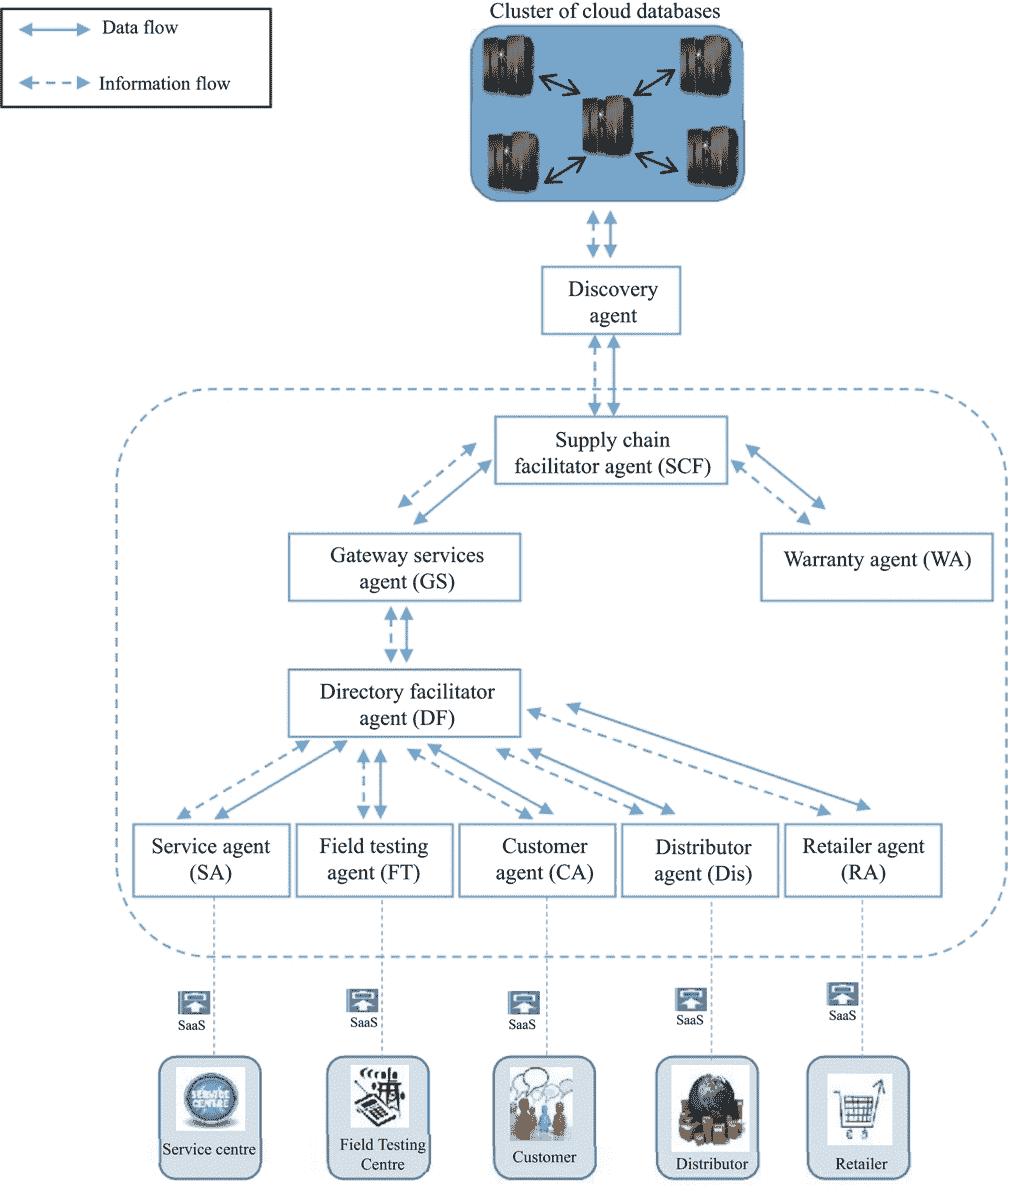 Cluster of cloud databases
Data flow
Information flow
Discovery
agent
Supply chain
facilitator agent (SCF)
Gateway services
agent (GS)
Warranty agent (WA)
Directory facilitator
agent (DF)
Service agent
(SA)
Field testing
agent (FT)
Customer
agent (CA)
Distributor
agent (Dis)
Retailer agent
(RA)
SaaS
SaaS
SaaS
SaaS
SaaS
SERVICE
CENTRE
Service centre
Field Testing
Centre
Customer
Distributor
Retailer